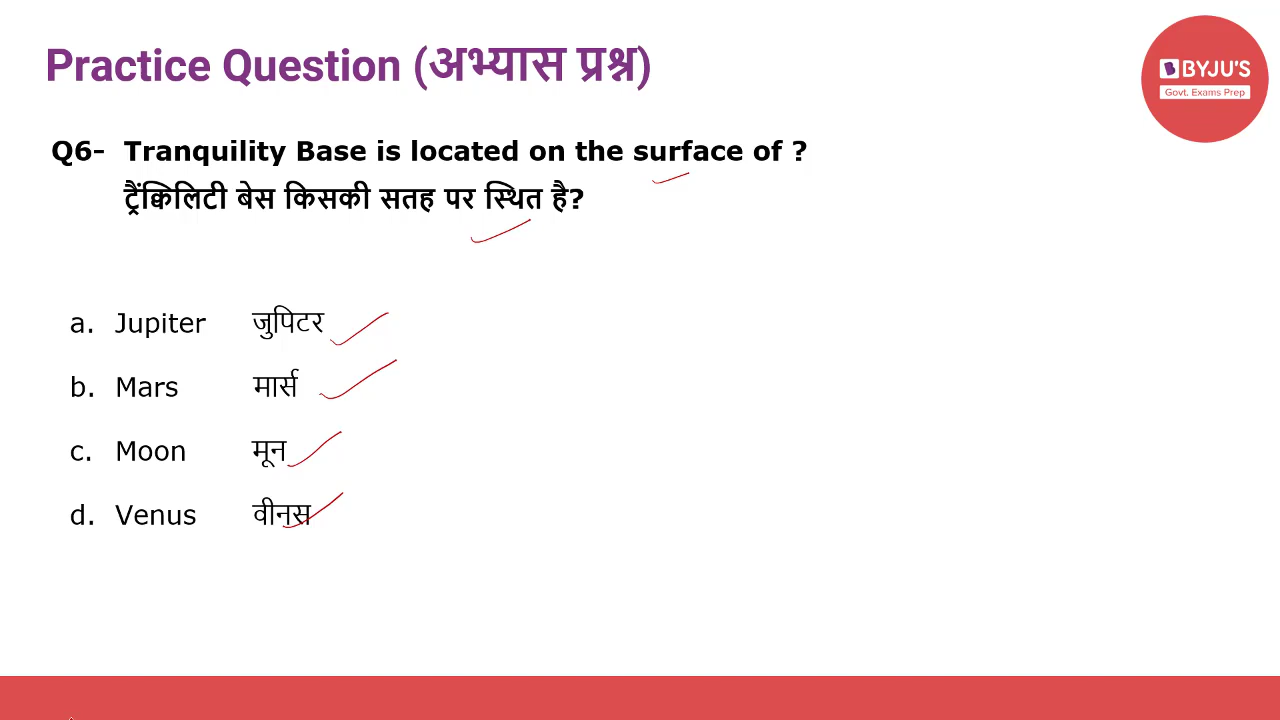 Practice Question (अभ्यास प्रश्न)
BYJU'S
Govt. Exams Prep
Q6- Tranquility Base is located on the surface of ?
ट्रैंक्विलिटी बेस किसकी सतह पर स्थित है?
a. Jupiter जुपिटर
b. Mars मार्स
c. Moon मून
d. Venus वीनस